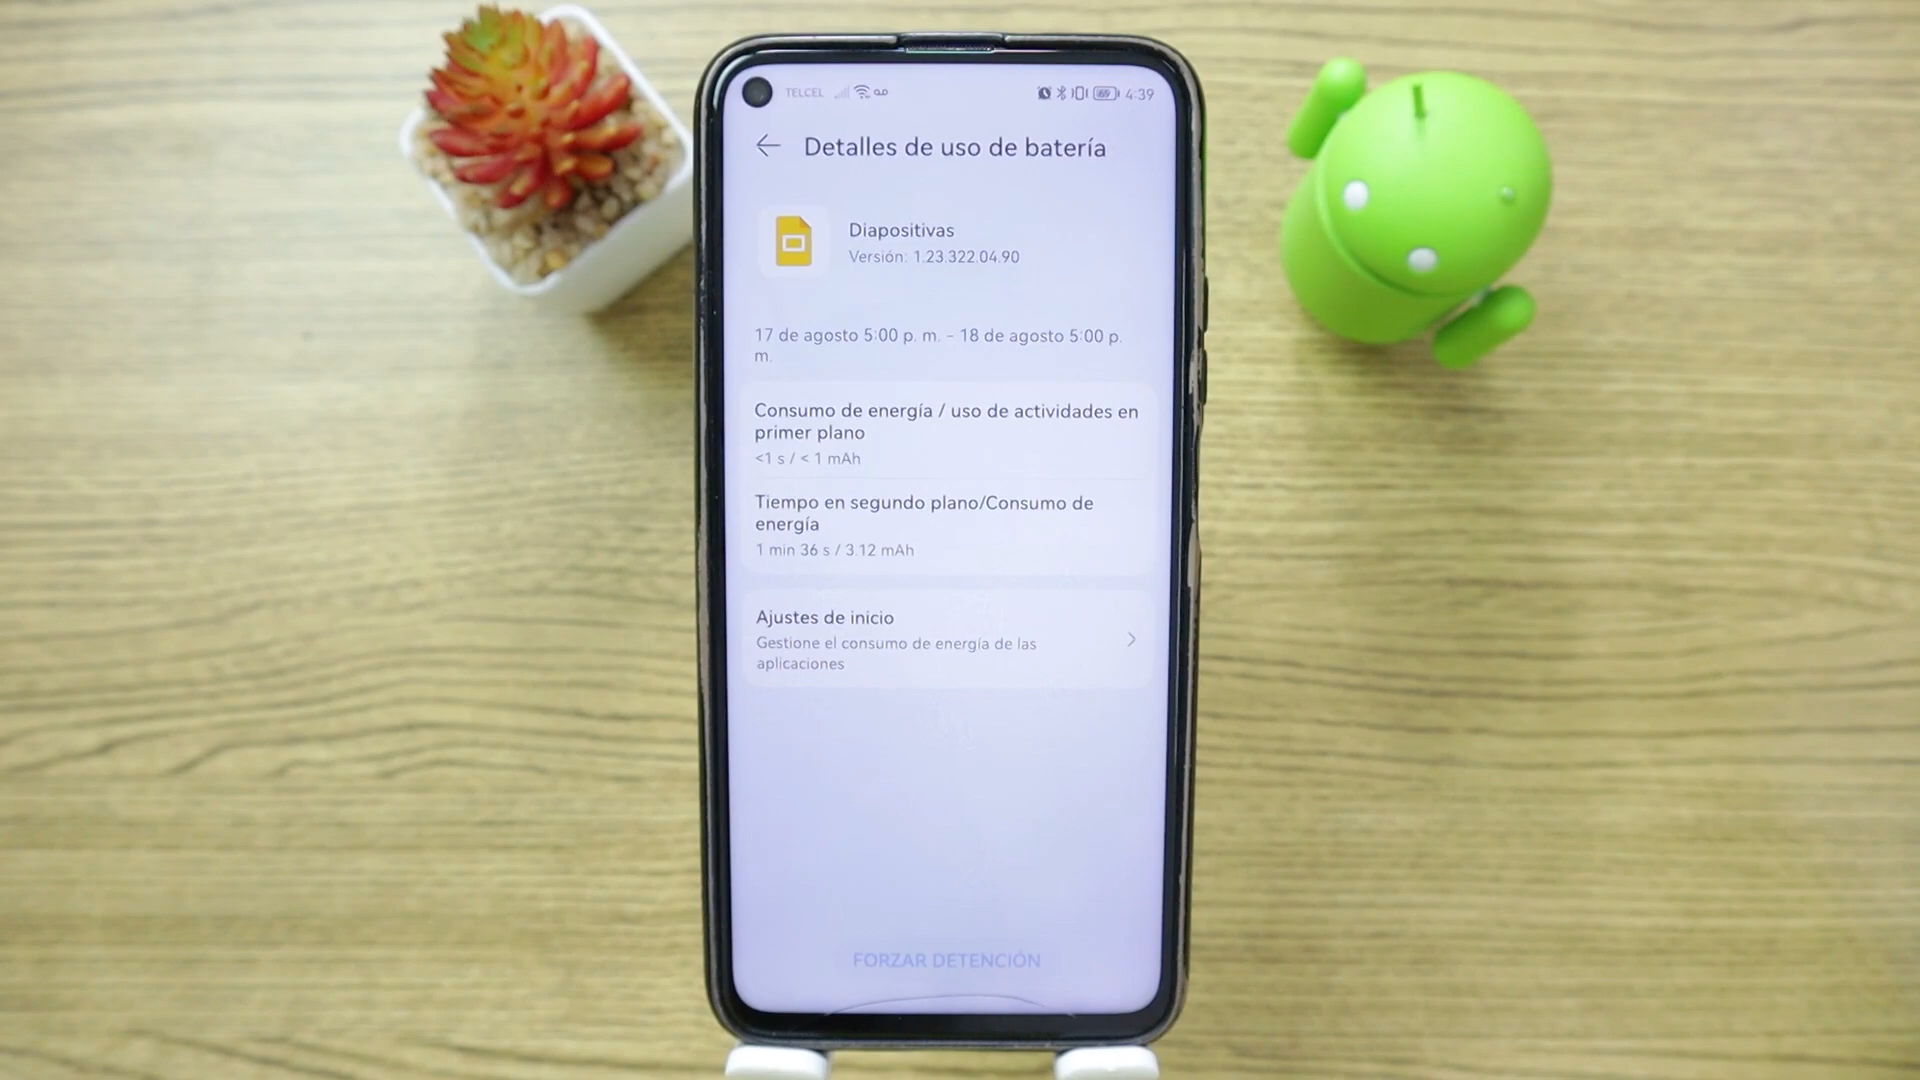 TELCEL 69 4:39
Detalles de uso de batería
Diapositivas
Versión: 1.23.322.04.90
17 de agosto 5:00 p. m. - 18 de agosto 5:00 p.
m.
Consumo de energía / uso de actividades en
primer plano
<1 s / < 1 mAh
Tiempo en segundo plano/Consumo de
energía
1 min 36 s / 3.12 mAh
Ajustes de inicio
Gestione el consumo de energía de las
aplicaciones
FORZAR DETENCIÓN